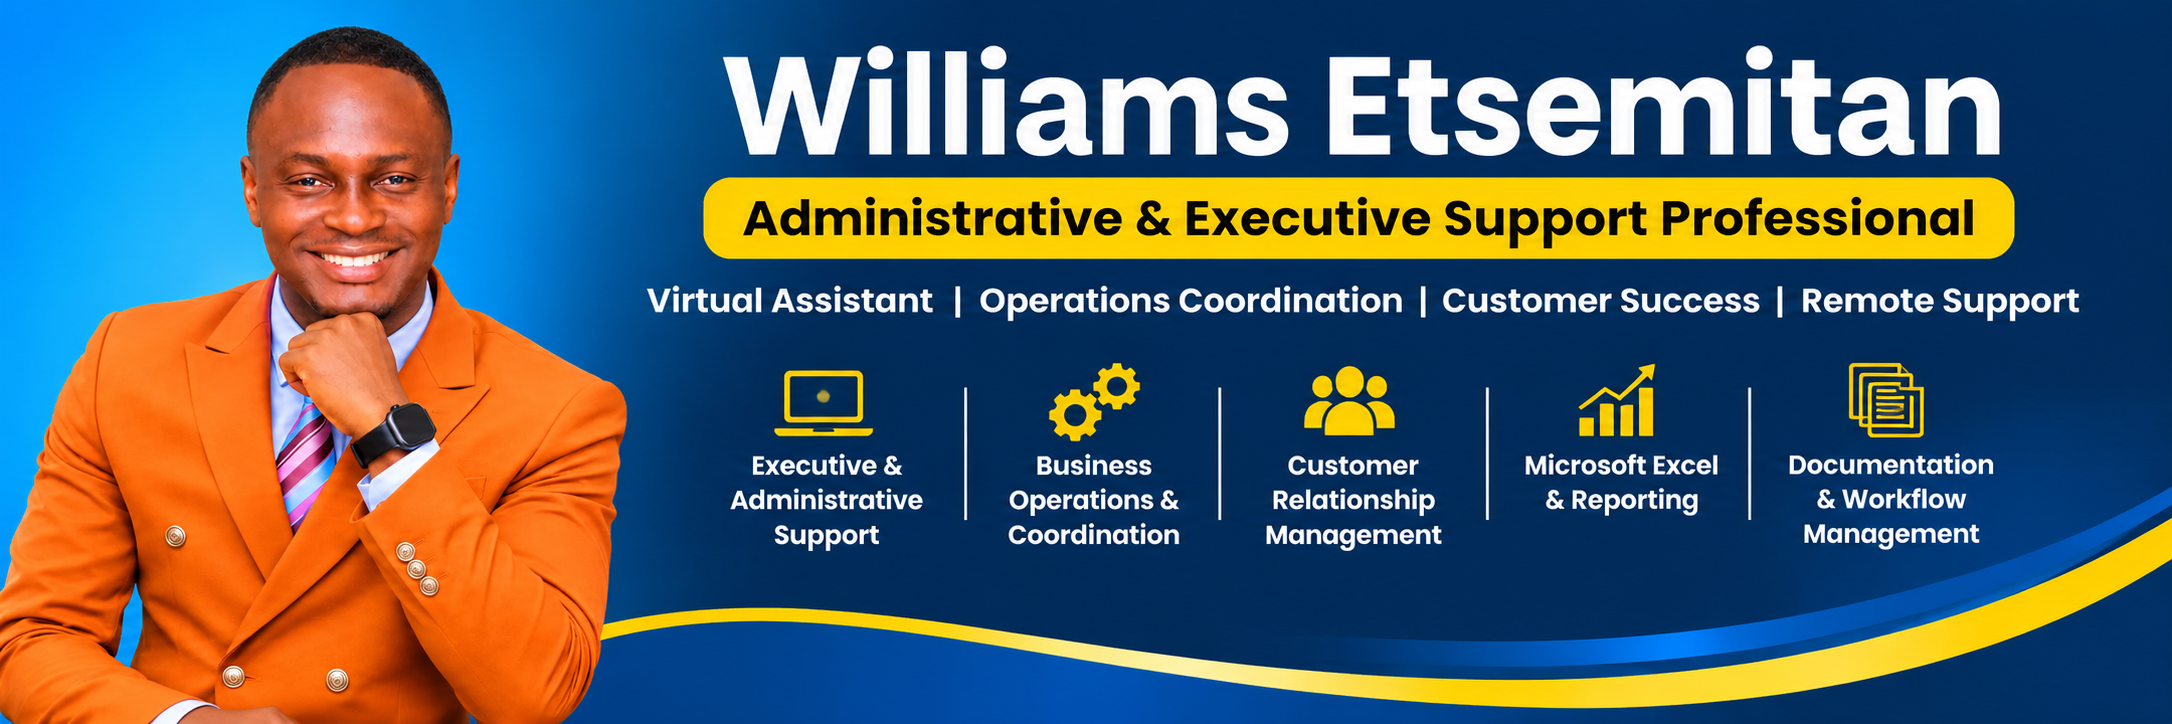 Williams Etsemitan
Administrative & Executive Support Professional
Virtual Assistant | Operations Coordination | Customer Success | Remote Support
Executive &
Administrative
Support
Business
Operations &
Coordination
Customer
Relationship
Management
Microsoft Excel
& Reporting
Documentation
& Workflow
Management